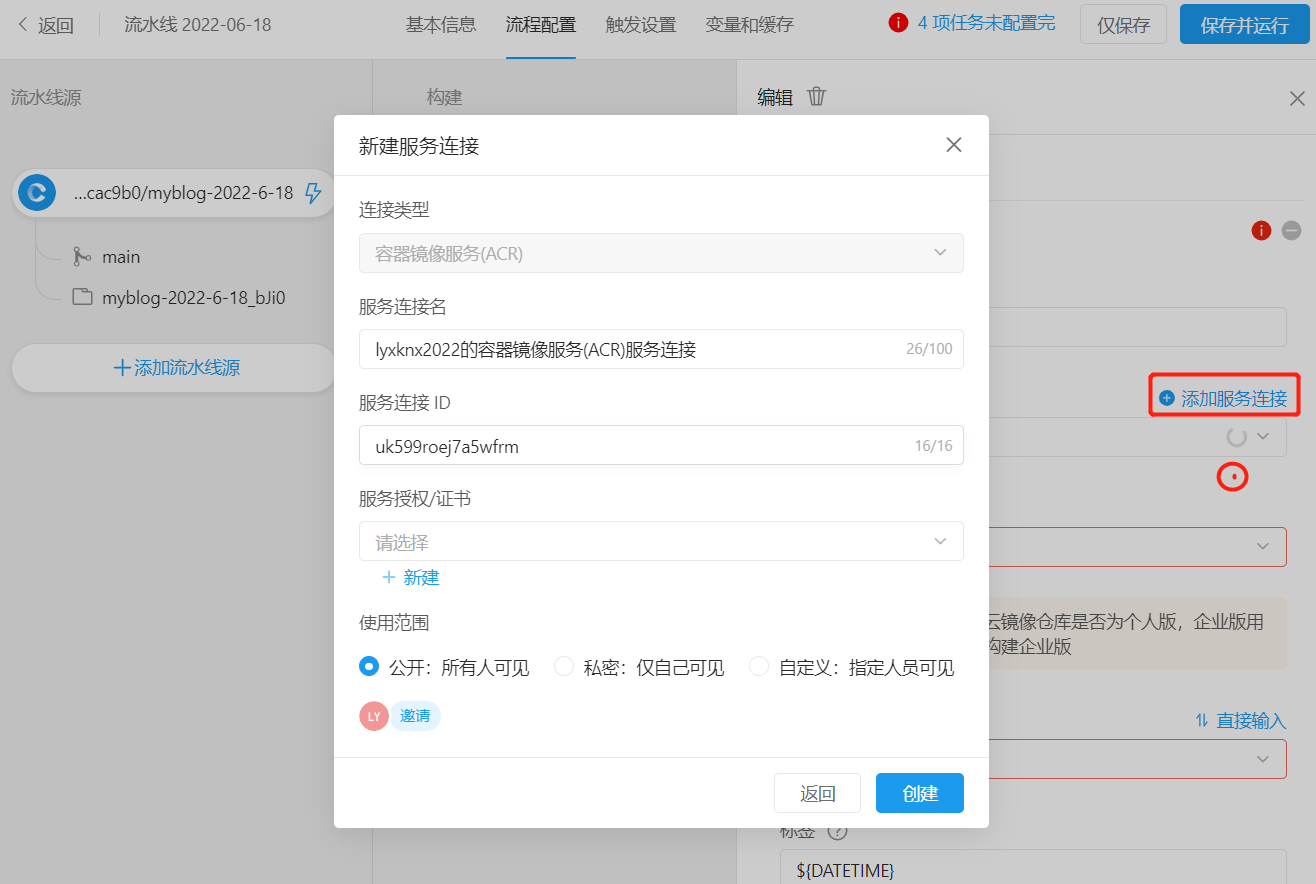 返回
流水线 2022-06-18
基本信息
流程配置
触发设置
变量和缓存
4 项任务未配置完
仅保存
保存并运行
流水线源
构建
编辑
新建服务连接
连接类型
...cac9b0/myblog-2022-6-18
容器镜像服务(ACR)
main
myblog-2022-6-18_bJi0
服务连接名
lyxknx2022的容器镜像服务(ACR)服务连接
26/100
添加流水线源
服务连接 ID
添加服务连接
uk599roej7a5wfrm
16/16
服务授权/证书
请选择
新建
使用范围
云镜像仓库是否为个人版，企业版用
构建企业版
公开：所有人可见
私密：仅自己可见
自定义：指定人员可见
LY
邀请
直接输入
返回
创建
标签
${DATETIME}